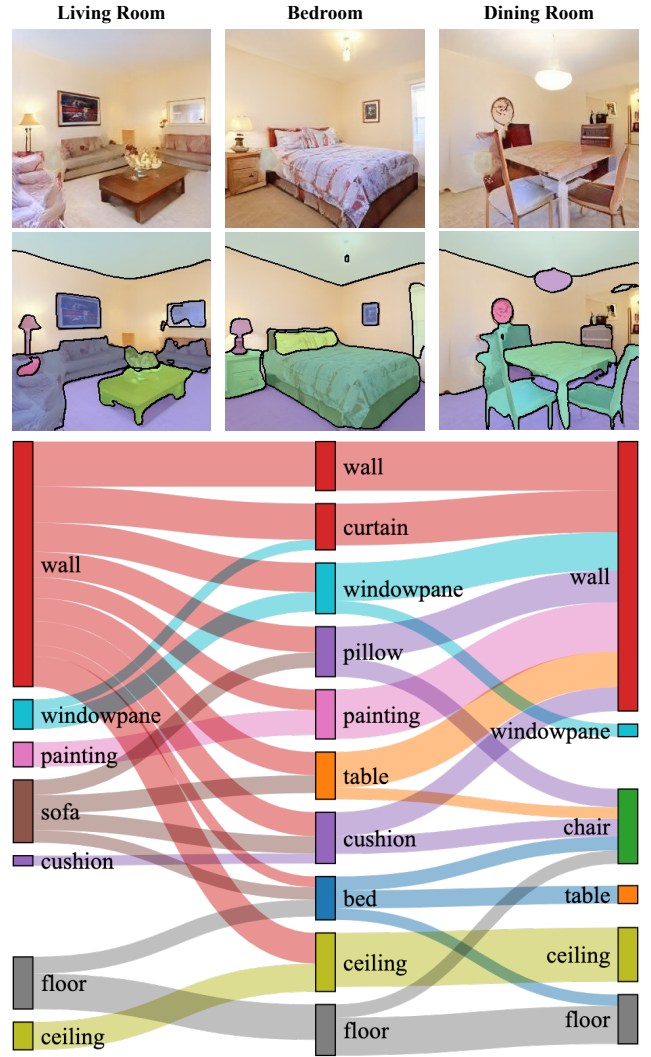 Living Room Bedroom Dining Room
wall
windowpane
painting
sofa
cushion
floor
ceiling
wall
curtain
windowpane
pillow
painting
table
cushion
bed
ceiling
floor
wall
windowpane
chair
table
ceiling
floor